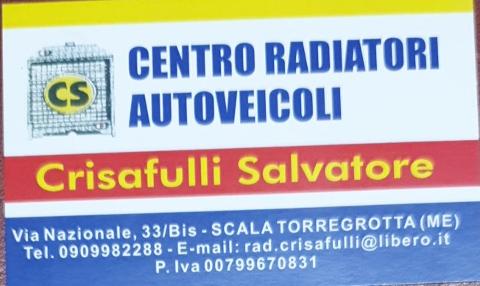 CS
CENTRO RADIATORI
AUTOVEICOLI
Crisafulli Salvatore
Via Nazionale, 33/Bis - SCALA TORREGROTTA (ME)
Tel. 0909982288 - E-mail: rad.crisafulli@libero.it
P. Iva 00799670831